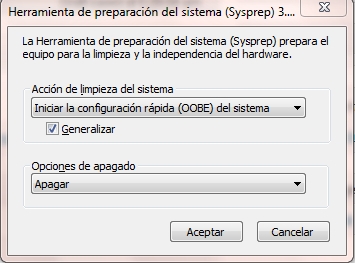 Herramienta de preparación del sistema (Sysprep) 3....
La Herramienta de preparación del sistema (Sysprep) prepara el
equipo para la limpieza y la independencia del hardware.
Acción de limpieza del sistema
Iniciar la configuración rápida (OOBE) del sistema
Generalizar
Opciones de apagado
Apagar
Aceptar
Cancelar